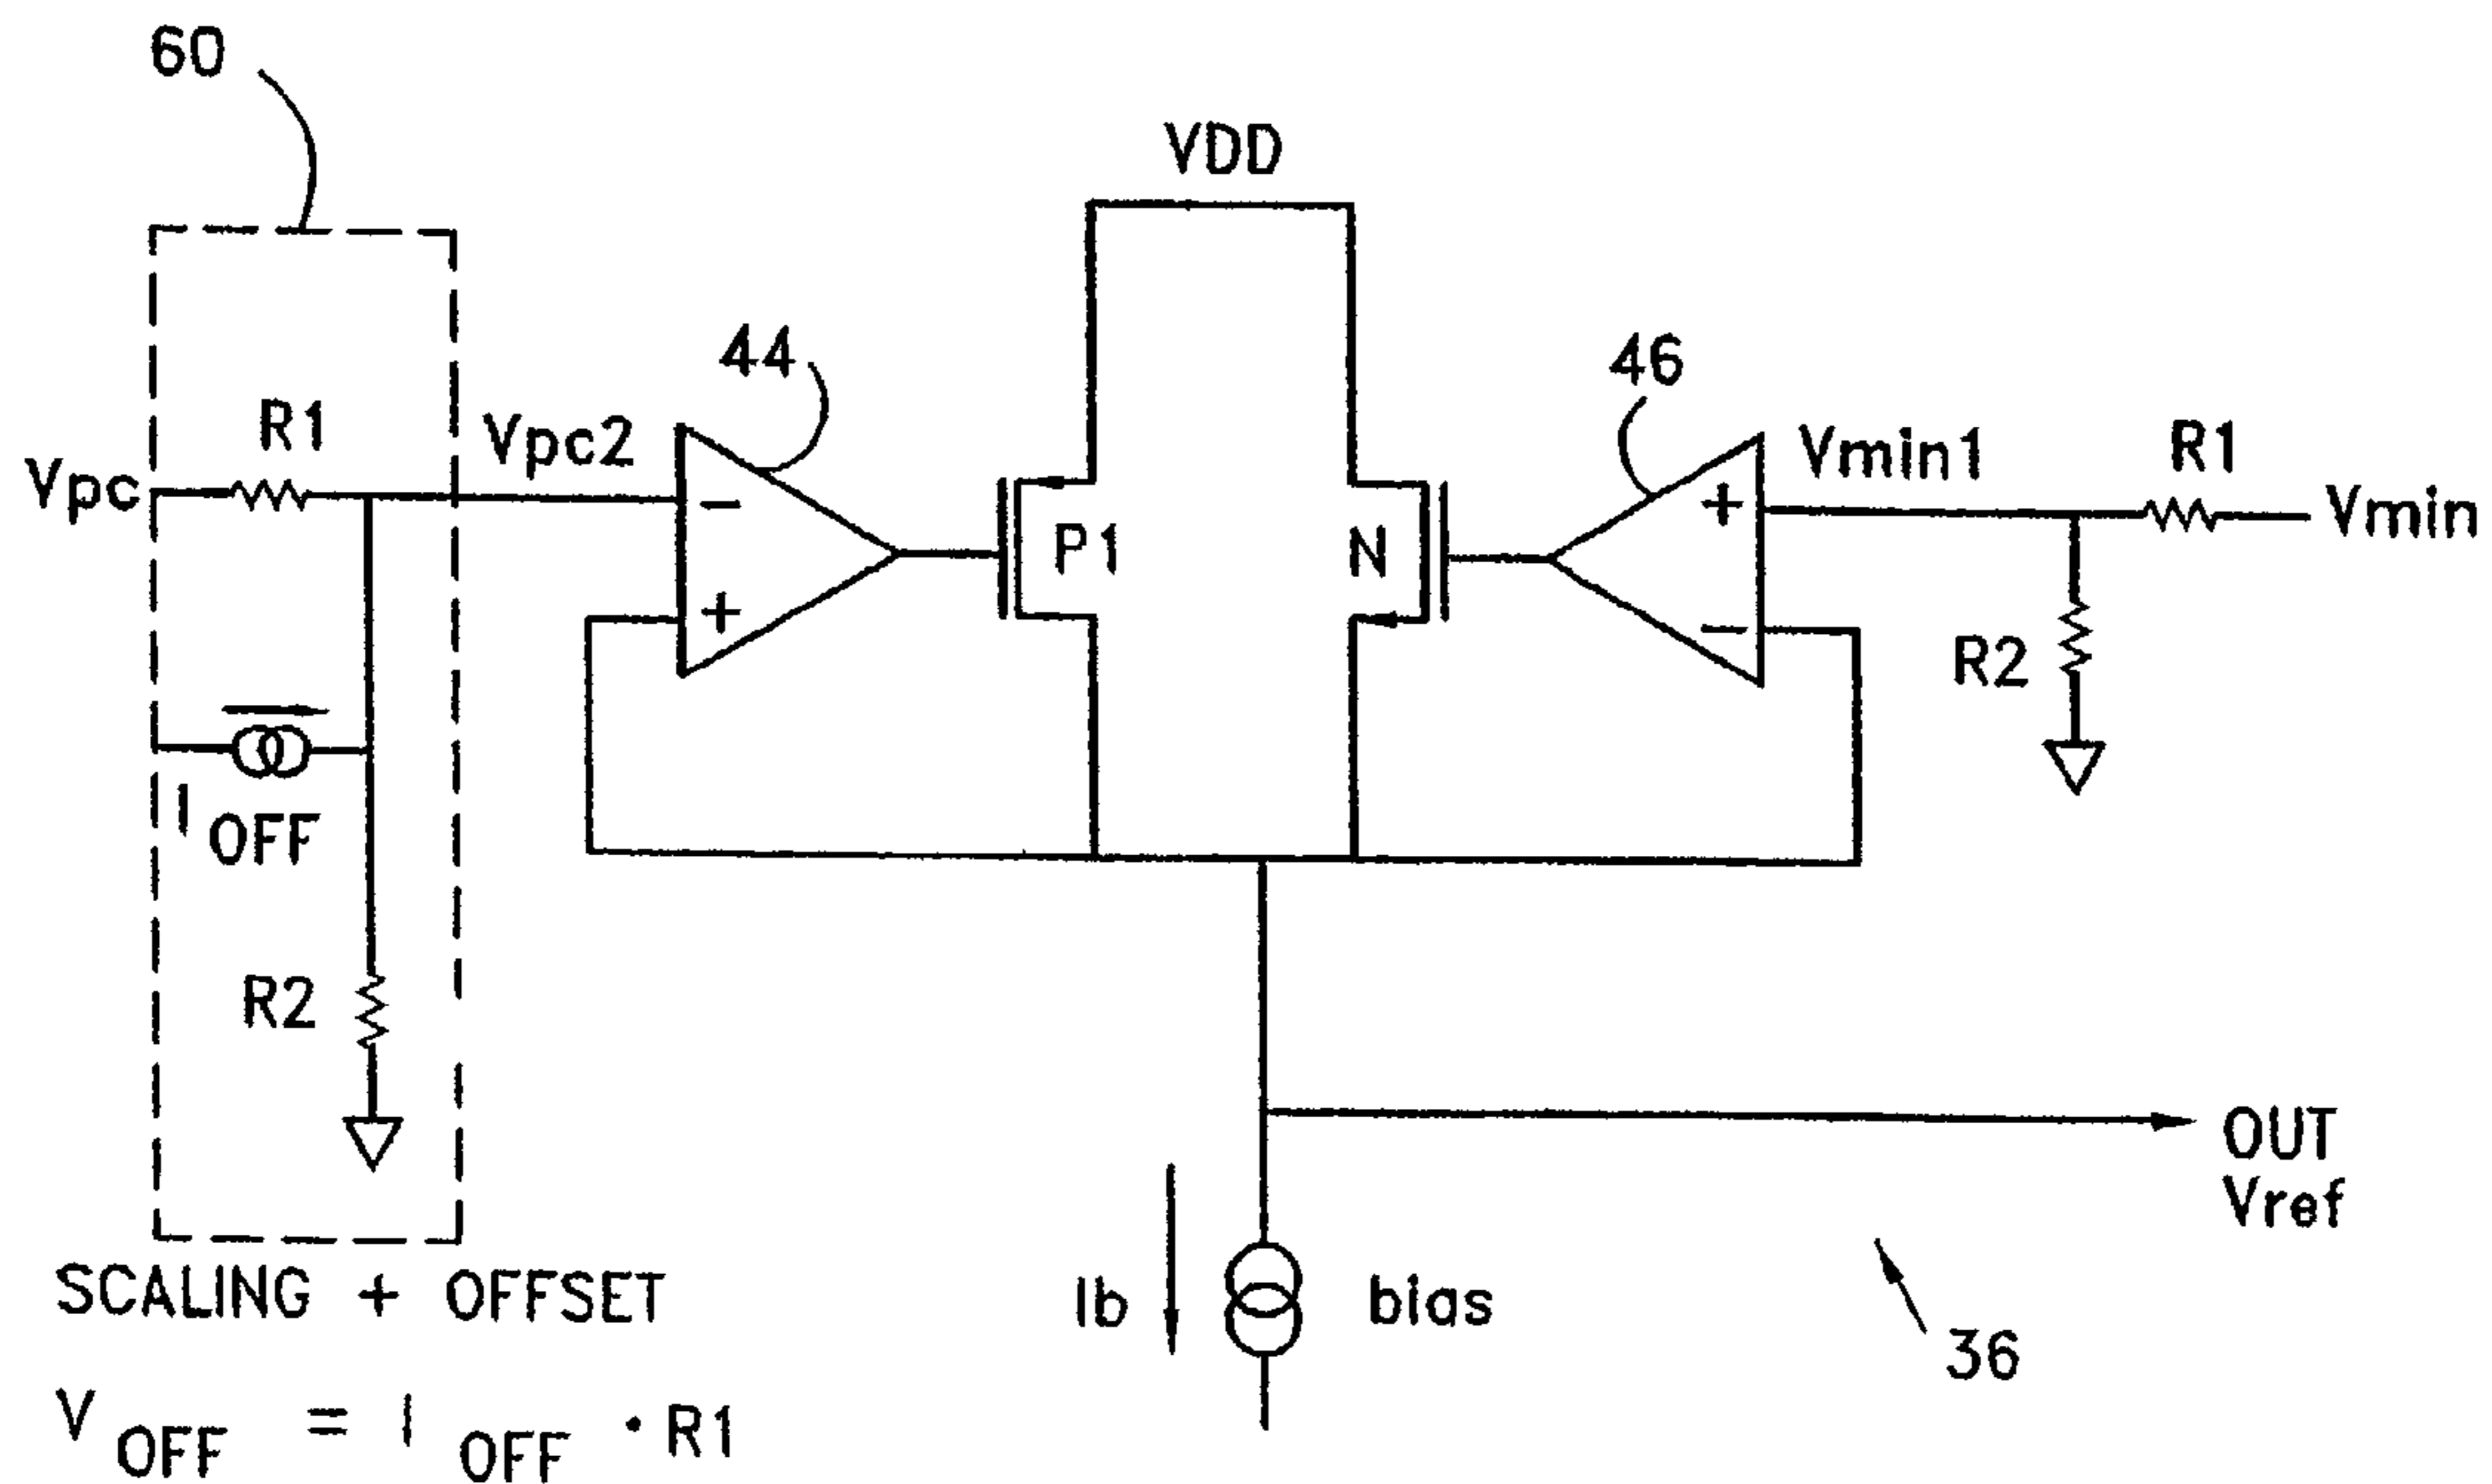 60
VDD
44
46
R1
Vpc
Vpc2
-
+
P1
N
+
-
Vmin1
R1
Vmin
R2
I OFF
R2
OUT
Vref
Ib
bias
36
SCALING + OFFSET
V OFF = I OFF · R1